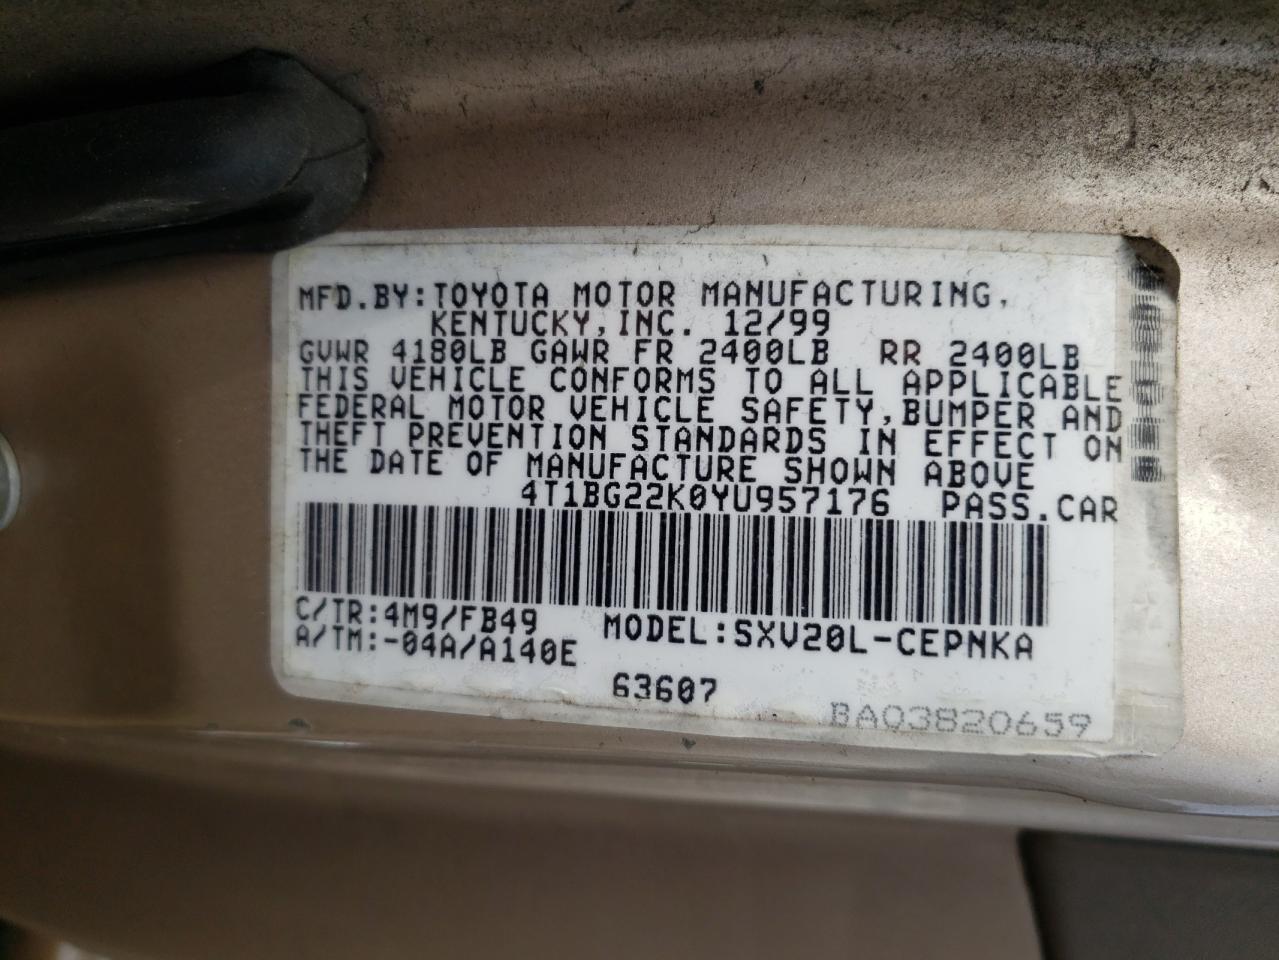 MFD.BY:TOYOTA MOTOR MANUFACTURING,
KENTUCKY,INC. 12/99
GVWR 4180LB GAWR FR 2400LB RR 2400LB
THIS VEHICLE CONFORMS TO ALL APPLICABLE
FEDERAL MOTOR VEHICLE SAFETY,BUMPER AND
THEFT PREVENTION STANDARDS IN EFFECT ON
THE DATE OF MANUFACTURE SHOWN ABOVE
4T1BG22K0YU957176 PASS.CAR
C/TR:4M9/FB49 MODEL:SXV20L-CEPNKA
A/TM:-04A/A140E
63607
BA03820659